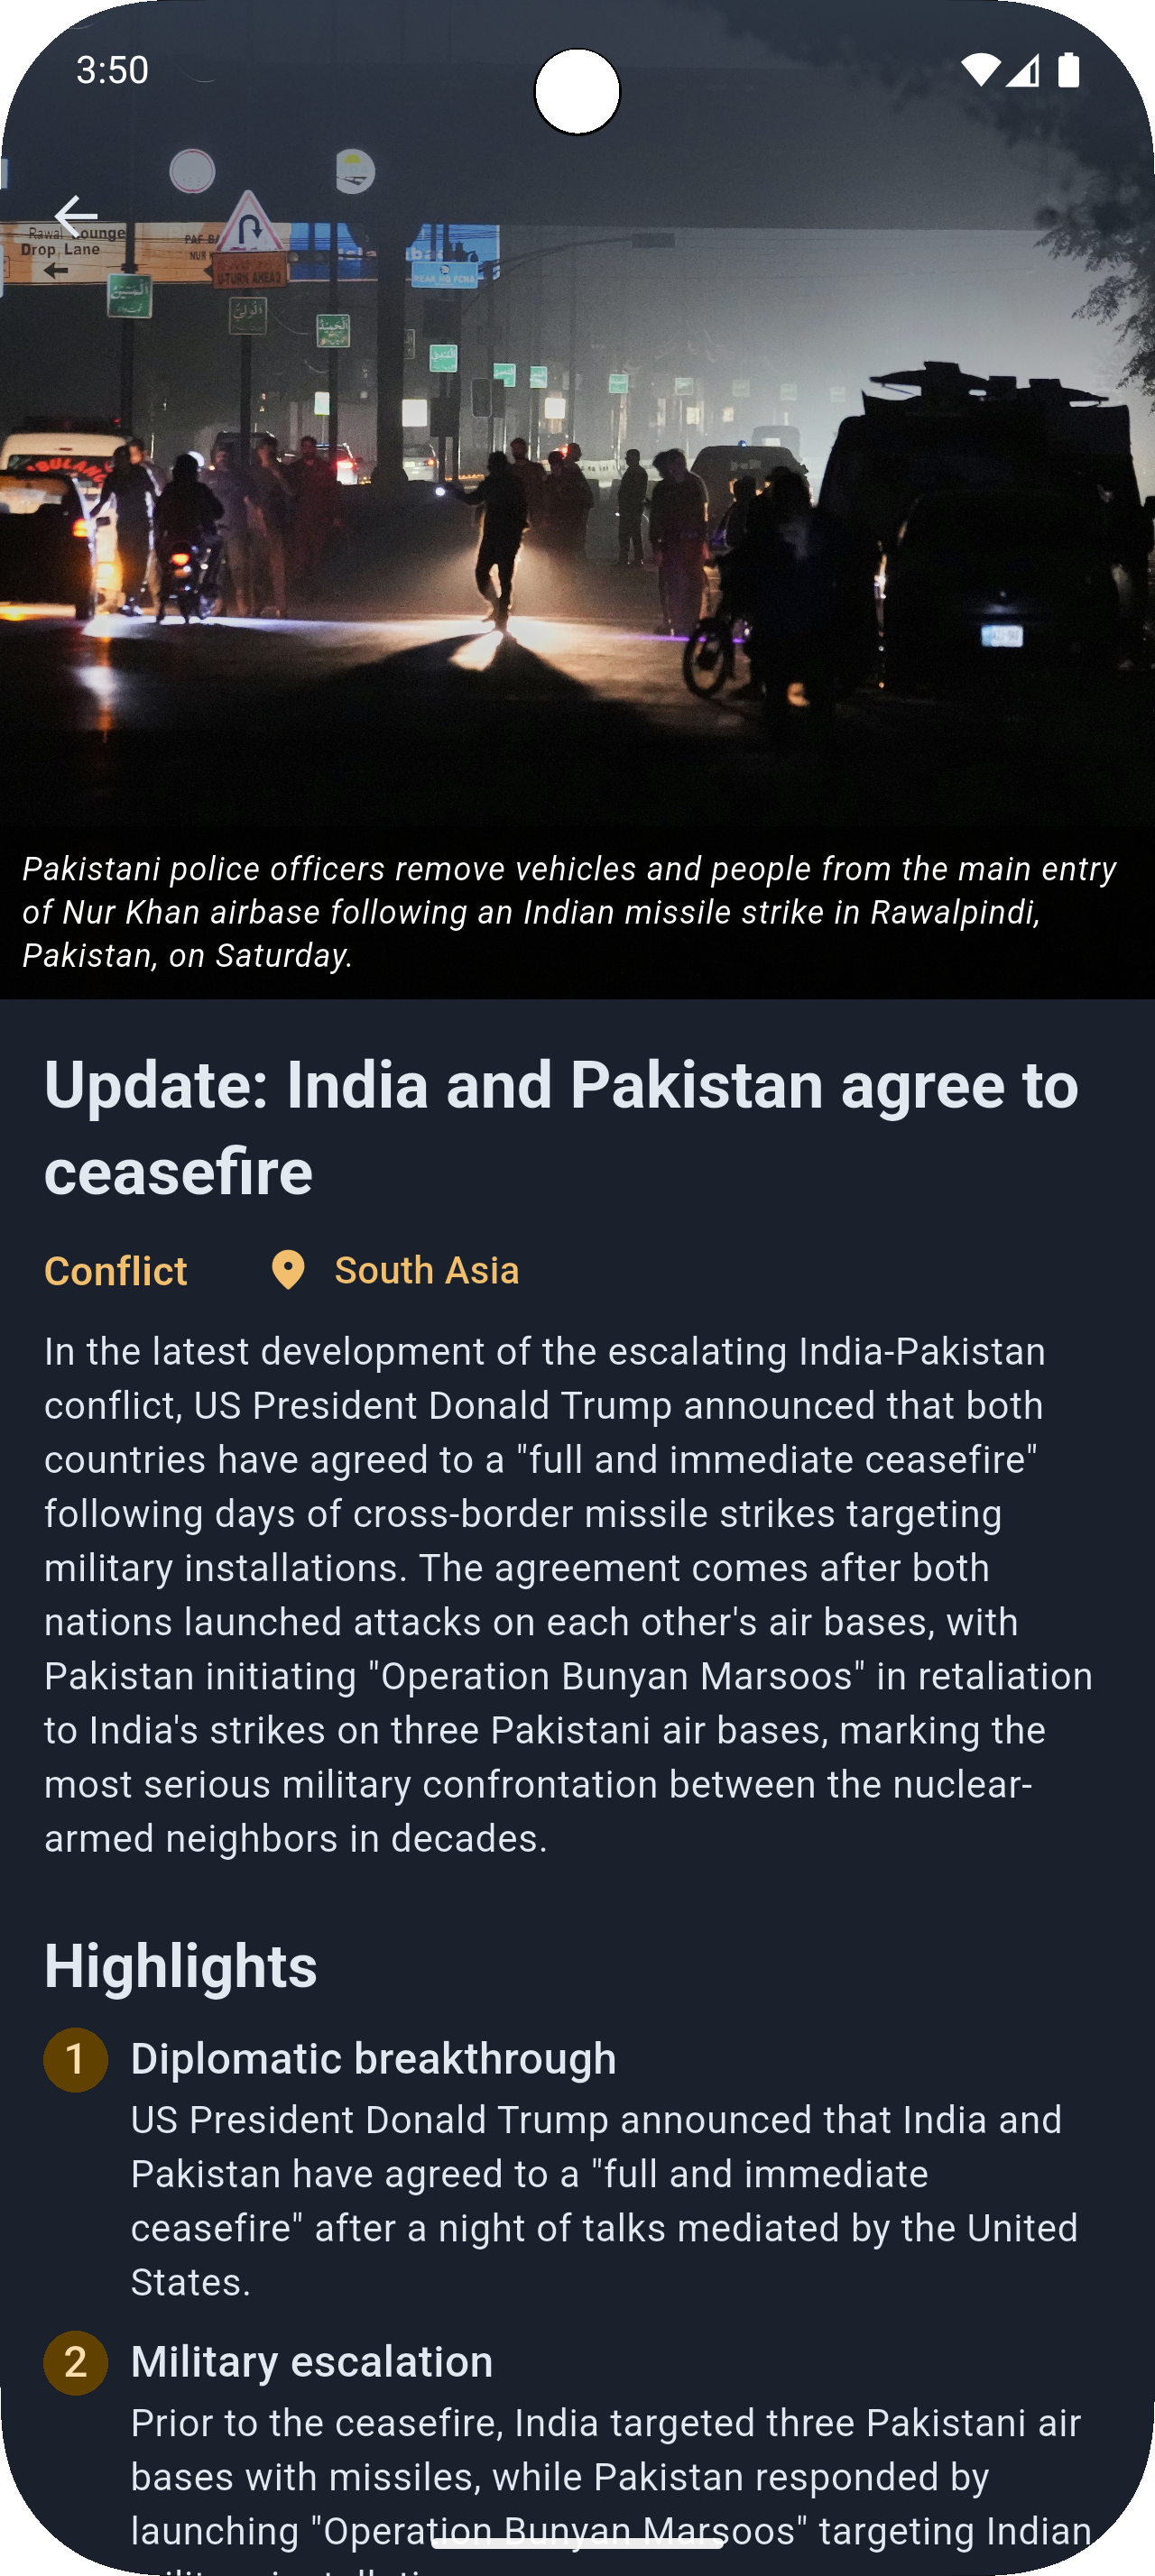 3:50
Rawal Lounge
Drop Lane
PAF BA
NUR
U-TURN AHEAD
Pakistani police officers remove vehicles and people from the main entry
of Nur Khan airbase following an Indian missile strike in Rawalpindi,
Pakistan, on Saturday.
Update: India and Pakistan agree to
ceasefire
Conflict
South Asia
In the latest development of the escalating India-Pakistan
conflict, US President Donald Trump announced that both
countries have agreed to a "full and immediate ceasefire"
following days of cross-border missile strikes targeting
military installations. The agreement comes after both
nations launched attacks on each other's air bases, with
Pakistan initiating "Operation Bunyan Marsoos" in retaliation
to India's strikes on three Pakistani air bases, marking the
most serious military confrontation between the nuclear-
armed neighbors in decades.
Highlights
1 Diplomatic breakthrough
US President Donald Trump announced that India and
Pakistan have agreed to a "full and immediate
ceasefire" after a night of talks mediated by the United
States.
2 Military escalation
Prior to the ceasefire, India targeted three Pakistani air
bases with missiles, while Pakistan responded by
launching "Operation Bunyan Marsoos" targeting Indian